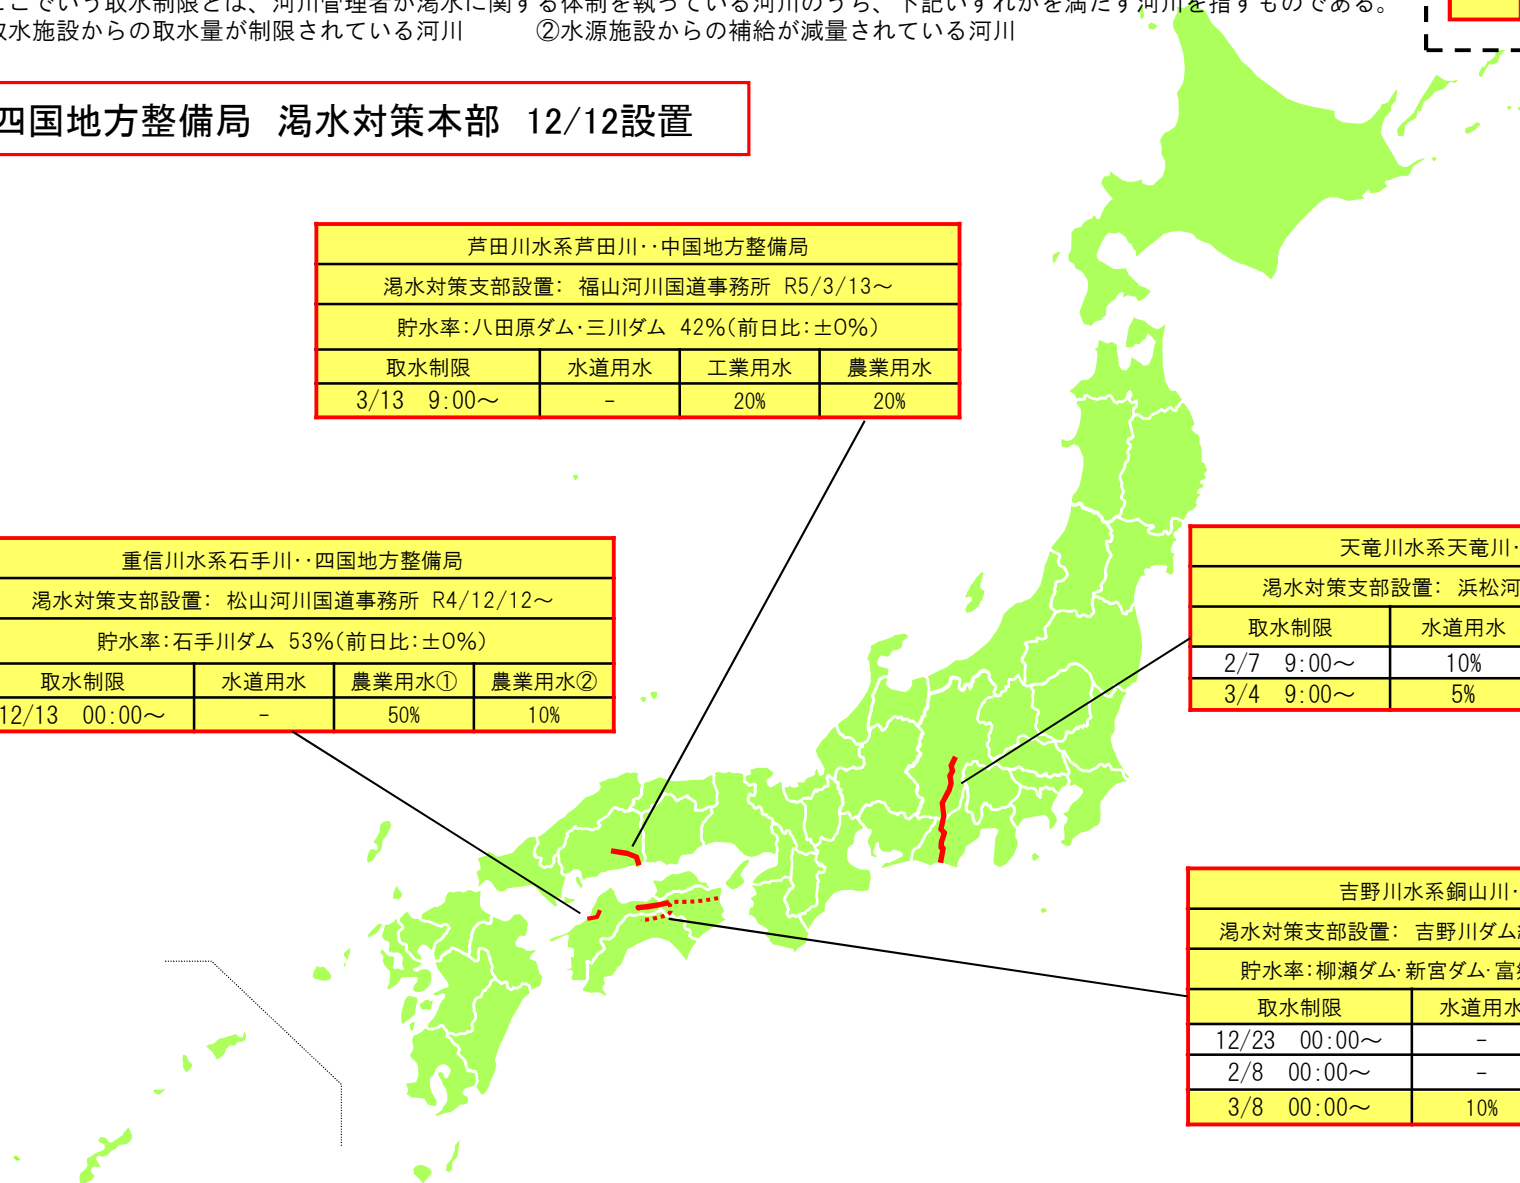 こでいう取水制限とは、河川管理者が渇水に関する体制を執っている河川のうち、下記いずれかを満たす河川を指すものである。
取水施設からの取水量が制限されている河川 ②水源施設からの補給が減量されている河川
四国地方整備局 渇水対策本部 12/12設置
芦田川水系芦田川‥中国地方整備局
渇水対策支部設置: 福山河川国道事務所 R5/3/13～
貯水率:八田原ダム・三川ダム 42%(前日比:±0%)
取水制限 水道用水 工業用水 農業用水
3/13 9:00～ - 20% 20%
重信川水系石手川‥四国地方整備局
渇水対策支部設置: 松山河川国道事務所 R4/12/12～
貯水率:石手川ダム 53%(前日比:±0%)
取水制限 水道用水 農業用水① 農業用水②
12/13 00:00～ - 50% 10%
天竜川水系天竜川‥
渇水対策支部設置: 浜松河
取水制限 水道用水
2/7 9:00～ 10%
3/4 9:00～ 5%
吉野川水系銅山川‥
渇水対策支部設置: 吉野川ダム
貯水率:柳瀬ダム・新宮ダム・富
取水制限 水道用水
12/23 00:00～ -
2/8 00:00～ -
3/8 00:00～ 10%